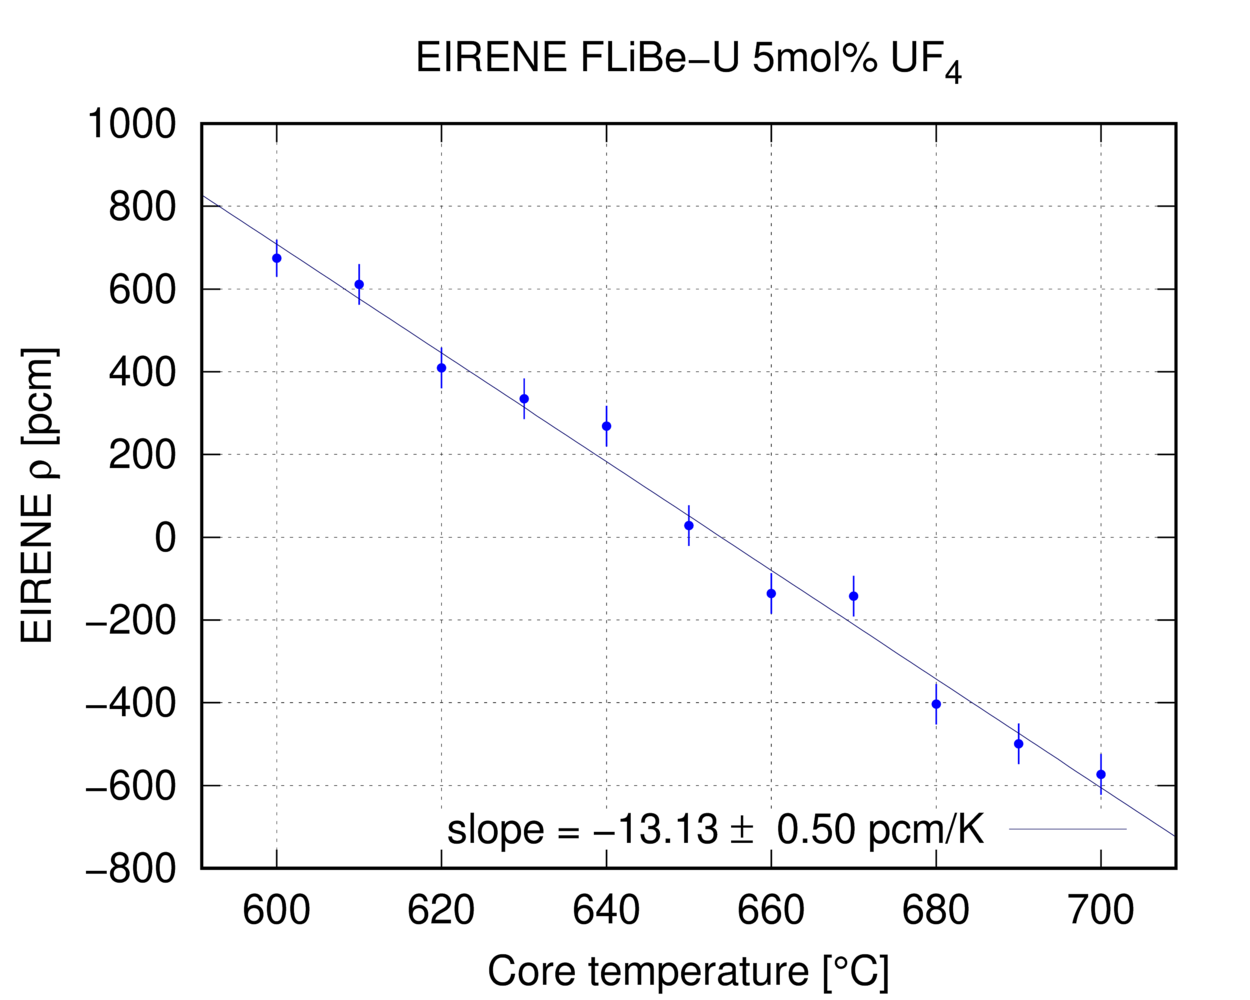 EIRENE FLiBe−U 5mol% UF4
1000
800
600
400
200
0
−200
−400
−600
−800
EIRENE ρ [pcm]
slope = −13.13 ± 0.50 pcm/K
600 620 640 660 680 700
Core temperature [°C]